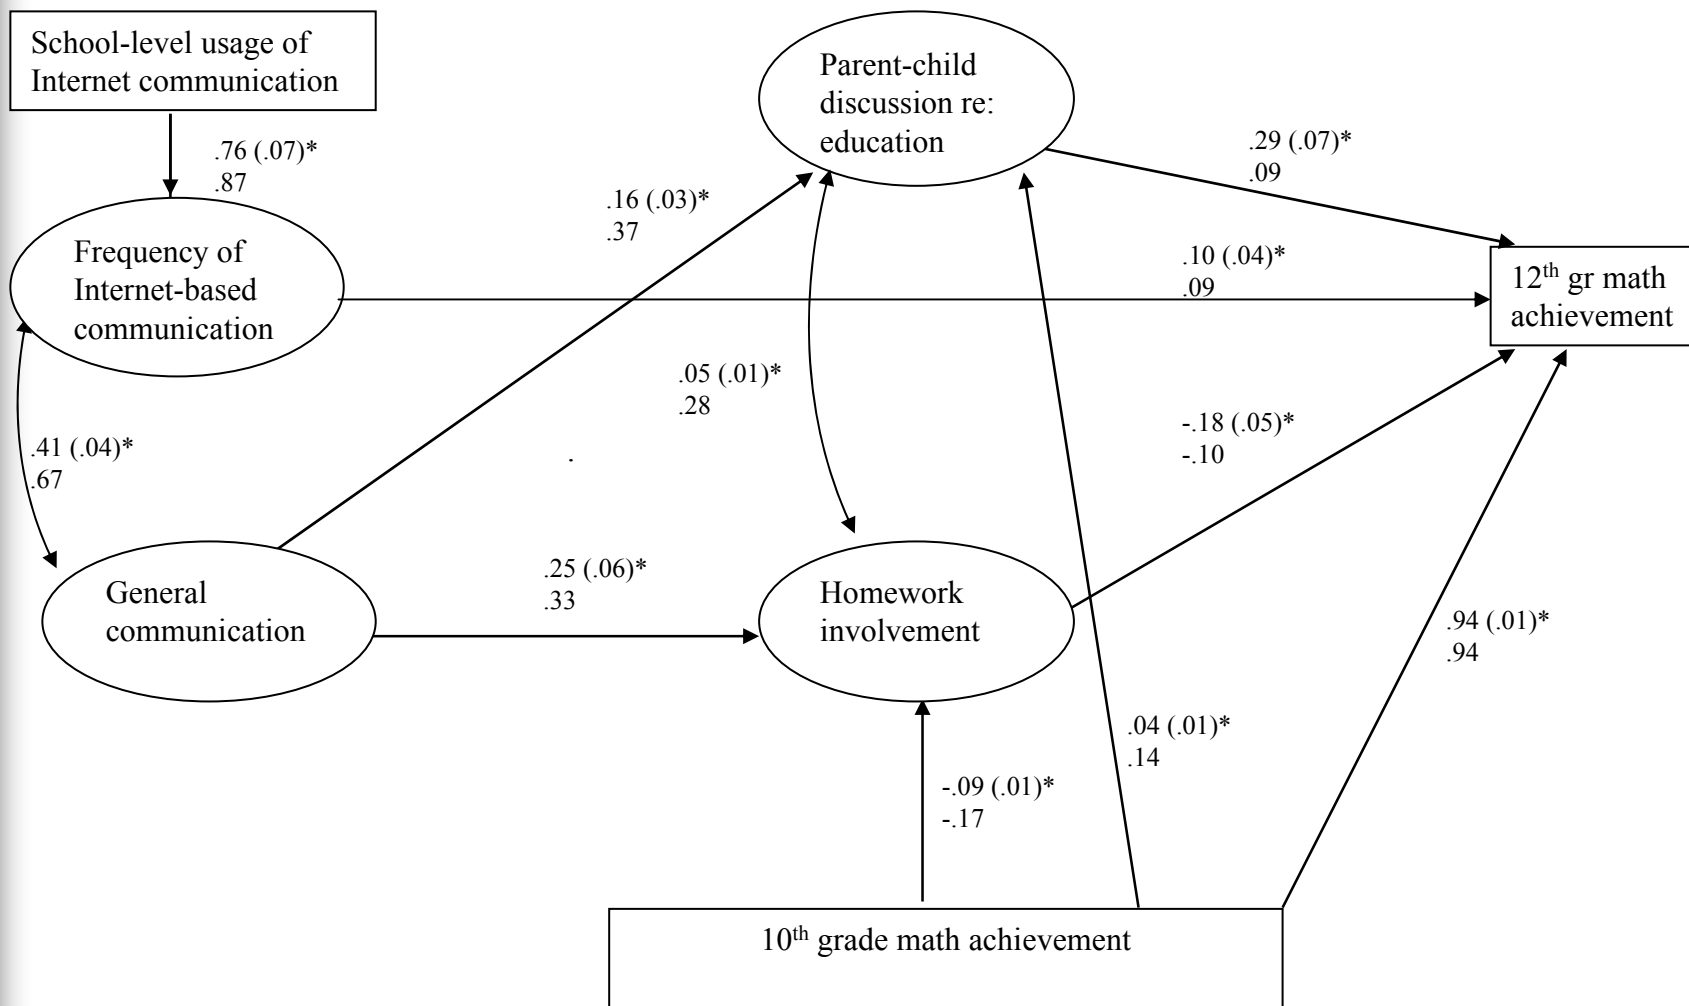 School-level usage of
Internet communication
.76 (.07)*
.87
Frequency of
Internet-based
communication
.41 (.04)*
.67
General
communication
.16 (.03)*
.37
.05 (.01)*
.28
.
.25 (.06)*
.33
Parent-child
discussion re:
education
Homework
involvement
.29 (.07)*
.09
.10 (.04)*
.09
12th gr math
achievement
-.18 (.05)*
-.10
.94 (.01)*
.94
.04 (.01)*
.14
-.09 (.01)*
-.17
10th grade math achievement